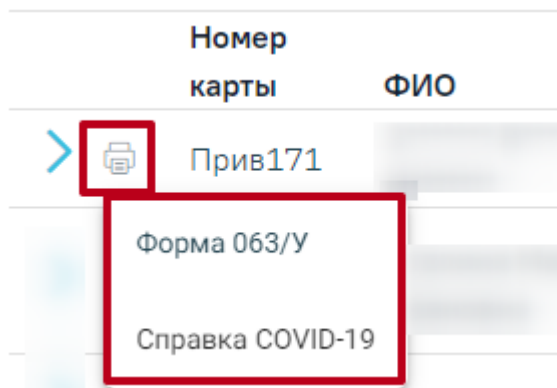 Номер
карты
ФИО
Прив171
Форма 063/У
Справка COVID-19